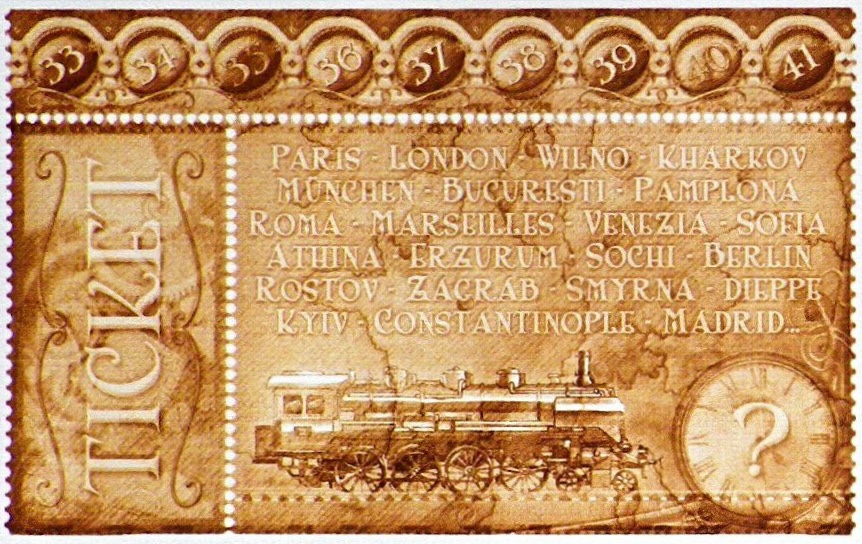 33 34 35 36 37 38 39 40 41
TICKET
PARIS - LONDON - WILNO - KHARKOV
MÜNCHEN - BUCUREȘTI - PAMPLONA
ROMA - MARSEILLES - VENEZIA - SOFIA
ATHINA - ERZURUM - SOCHI - BERLIN
ROSTOV - ZAGRAB - SMYRNA - DIEPPE
KYIV - CONSTANTINOPLE - MADRID...
?